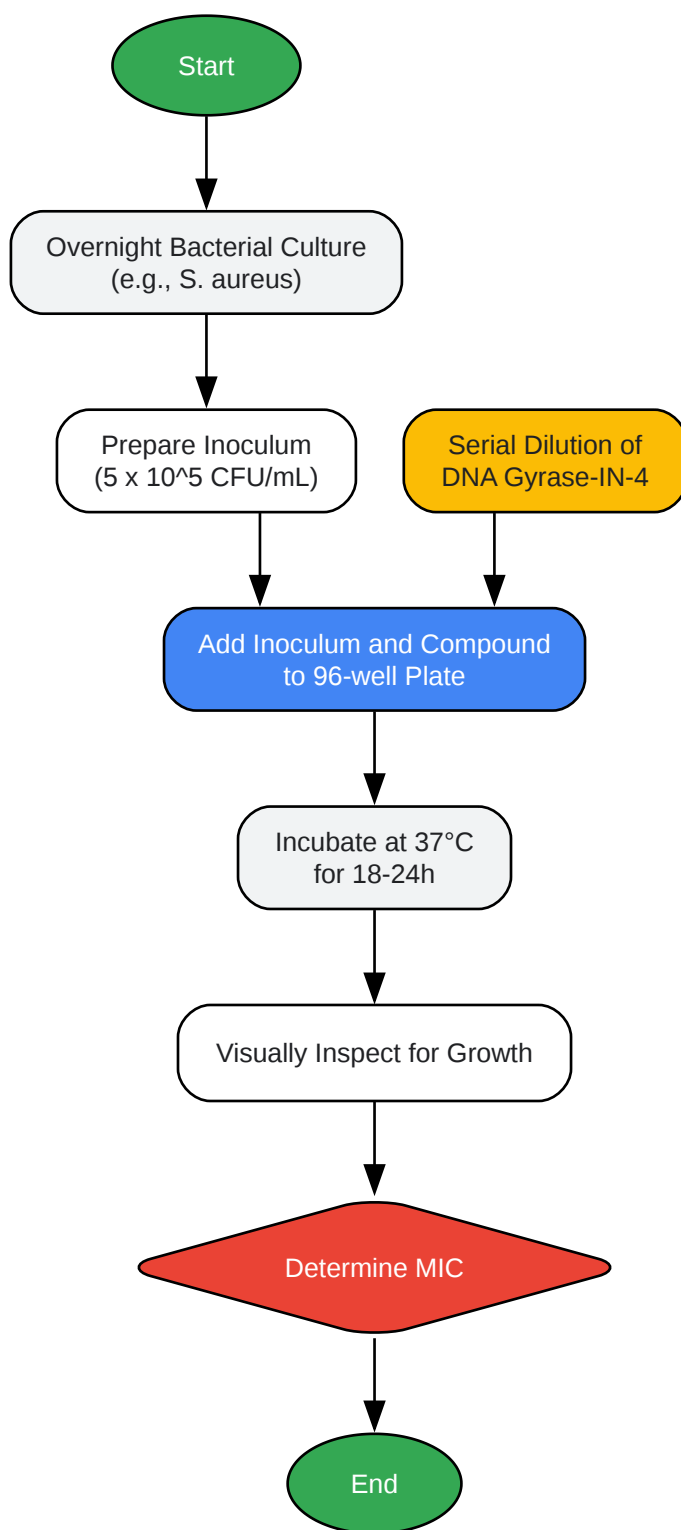 Start
Overnight Bacterial Culture
(e.g., S. aureus)
Prepare Inoculum
(5 x 10^5 CFU/mL)
Serial Dilution of
DNA Gyrase-IN-4
Add Inoculum and Compound
to 96-well Plate
Incubate at 37°C
for 18-24h
Visually Inspect for Growth
Determine MIC
End